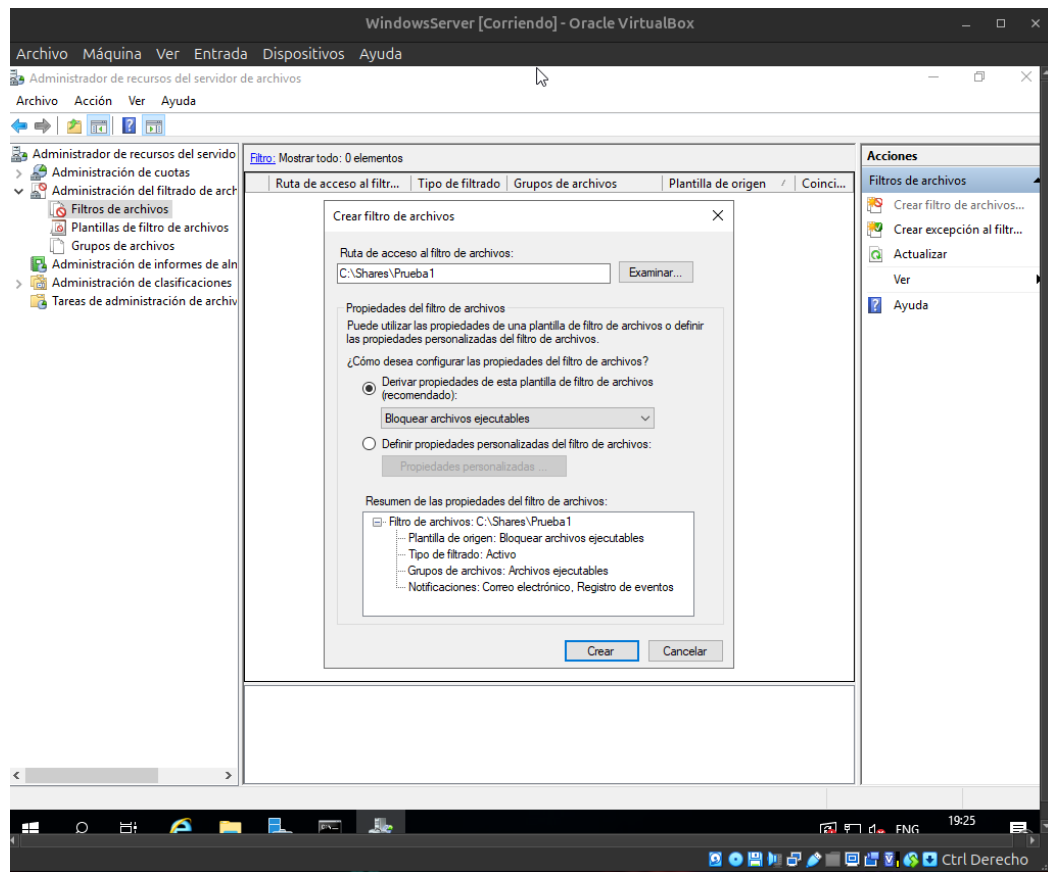 WindowsServer [Corriendo] - Oracle VirtualBox
Archivo Máquina Ver Entrada Dispositivos Ayuda
Administrador de recursos del servidor de archivos
Archivo Acción Ver Ayuda
Administrador de recursos del servido
Administración de cuotas
Administración del filtrado de arch
Filtros de archivos
Plantillas de filtro de archivos
Grupos de archivos
Administración de informes de aln
Administración de clasificaciones
Tareas de administración de archiv
Filtro: Mostrar todo: 0 elementos
Ruta de acceso al filtr... Tipo de filtrado Grupos de archivos Plantilla de origen Coinci...
Crear filtro de archivos
Ruta de acceso al filtro de archivos:
C:\Shares\Prueba1 Examinar...
Propiedades del filtro de archivos
Puede utilizar las propiedades de una plantilla de filtro de archivos o definir
las propiedades personalizadas del filtro de archivos.
¿Cómo desea configurar las propiedades del filtro de archivos?
Derivar propiedades de esta plantilla de filtro de archivos
(recomendado):
Bloquear archivos ejecutables
Definir propiedades personalizadas del filtro de archivos:
Propiedades personalizadas ...
Resumen de las propiedades del filtro de archivos:
Filtro de archivos: C:\Shares\Prueba1
Plantilla de origen: Bloquear archivos ejecutables
Tipo de filtrado: Activo
Grupos de archivos: Archivos ejecutables
Notificaciones: Correo electrónico, Registro de eventos
Crear Cancelar
Acciones
Filtros de archivos
Crear filtro de archivos...
Crear excepción al filtr...
Actualizar
Ver
Ayuda
ENG 19:25
Ctrl Derecho